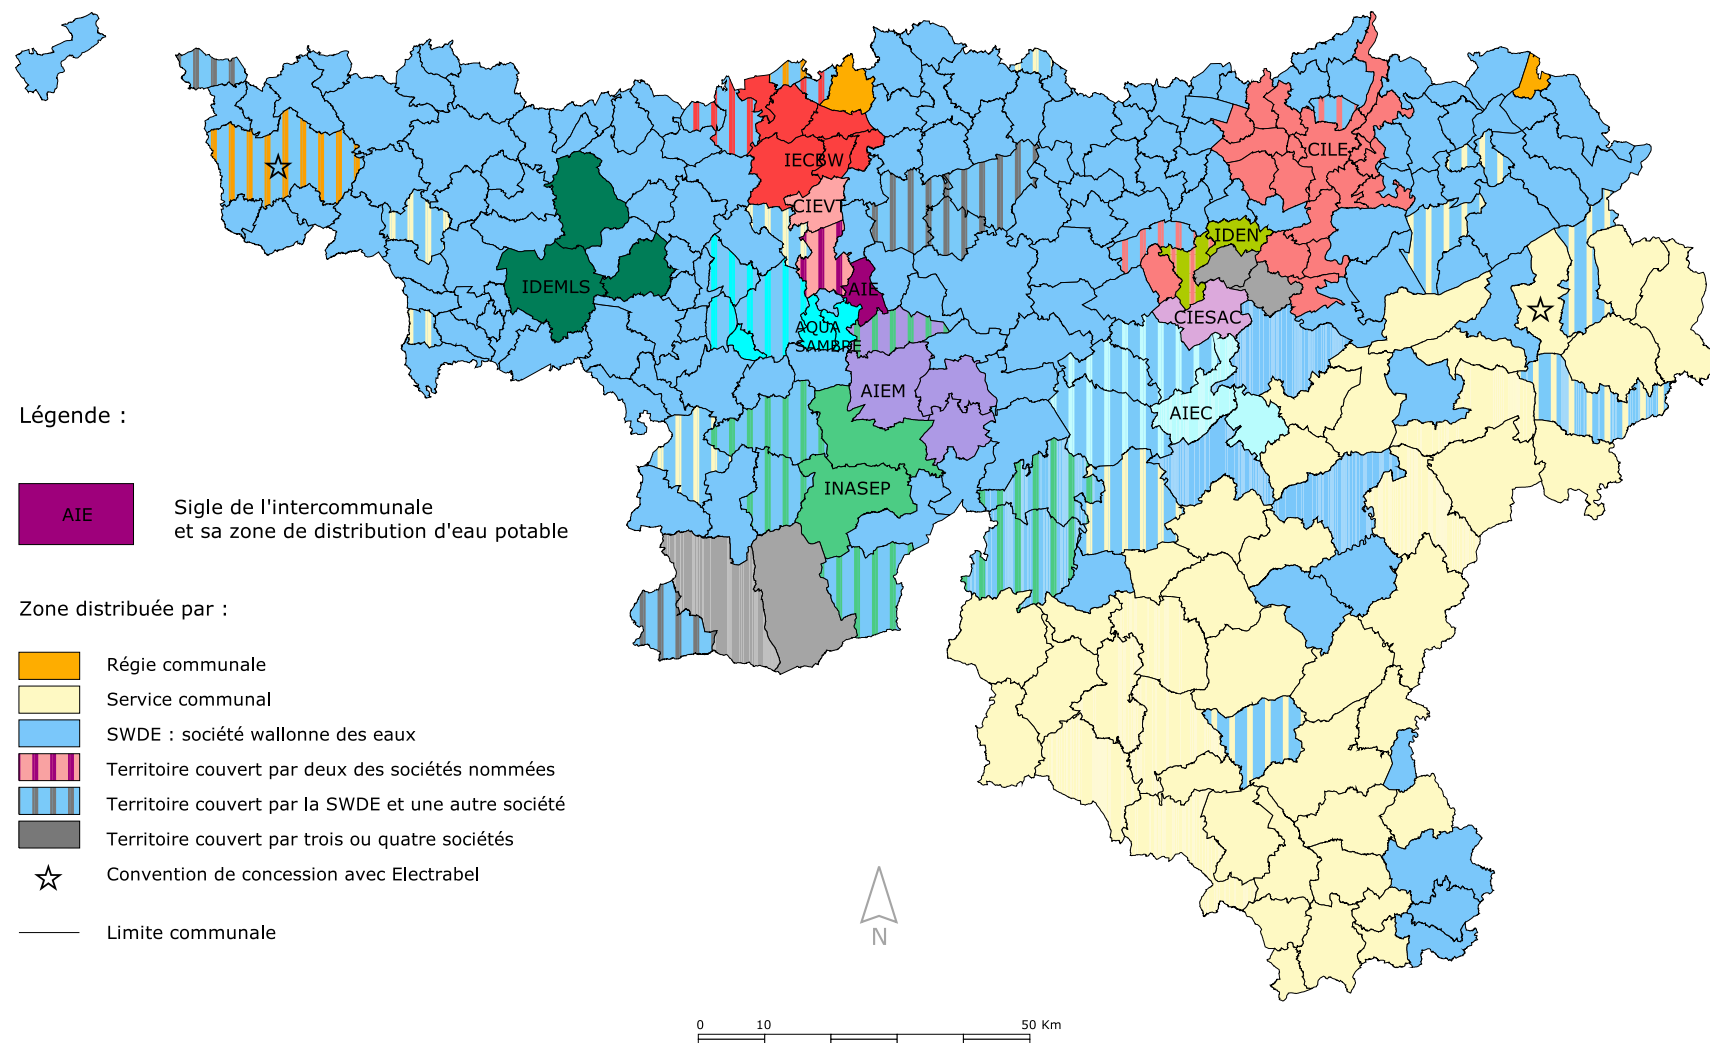 IECBW
CILE
CIEVT
IDEN
IDEMLS
AIE
CIESAC
AQUA
SAMBRE
AIEM
AIEC
INASEP
Légende :
AIE
Sigle de l'intercommunale
et sa zone de distribution d'eau potable
Zone distribuée par :
Régie communale
Service communal
SWDE : société wallonne des eaux
Territoire couvert par deux des sociétés nommées
Territoire couvert par la SWDE et une autre société
Territoire couvert par trois ou quatre sociétés
Convention de concession avec Electrabel
Limite communale
N
0 10 50 Km